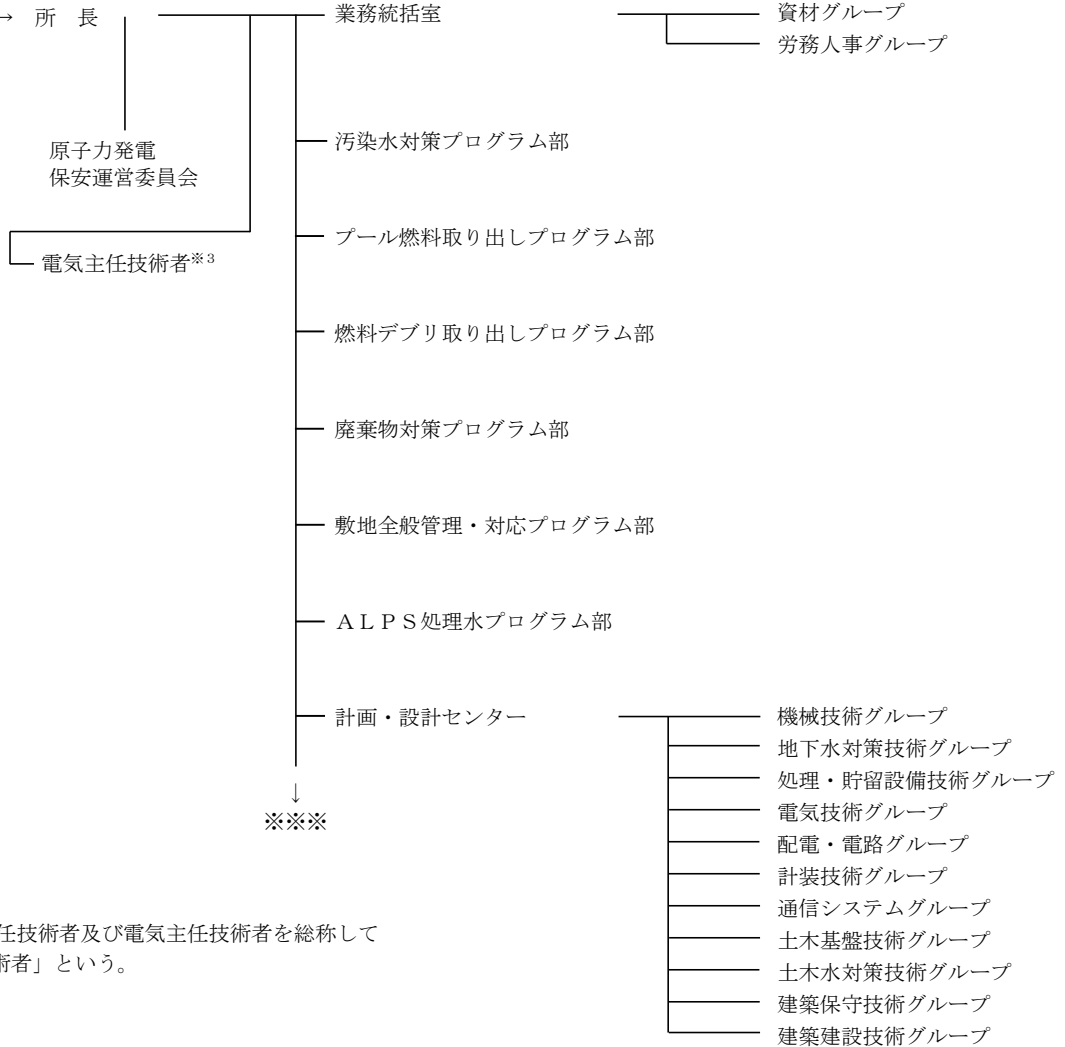 → 所 長
業務統括室
資材グループ
労務人事グループ
原子力発電
保安運営委員会
電気主任技術者※3
汚染水対策プログラム部
プール燃料取り出しプログラム部
燃料デブリ取り出しプログラム部
廃棄物対策プログラム部
敷地全般管理・対応プログラム部
ＡＬＰＳ処理水プログラム部
計画・設計センター
機械技術グループ
地下水対策技術グループ
処理・貯留設備技術グループ
電気技術グループ
配電・電路グループ
計装技術グループ
通信システムグループ
土木基盤技術グループ
土木水対策技術グループ
建築保守技術グループ
建築建設技術グループ
↓
※※※
任技術者及び電気主任技術者を総称して
術者」という。